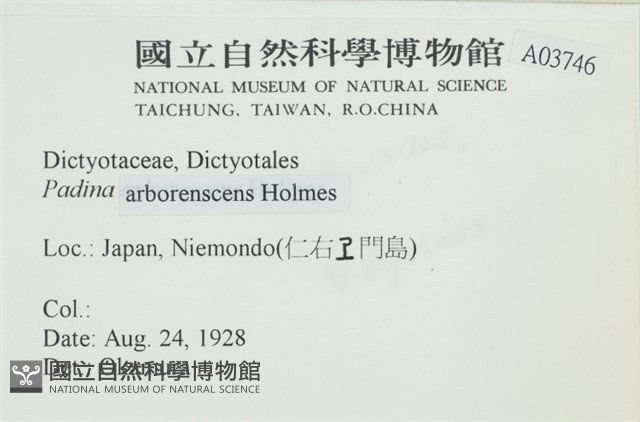 國立自然科學博物館
A03746
NATIONAL MUSEUM OF NATURAL SCIENCE
TAICHUNG, TAIWAN, R.O.CHINA
Dictyotaceae, Dictyotales
Padina arborenscens Holmes
Loc.: Japan, Niemondo(仁右ヱ門島)
Col.:
Date: Aug. 24, 1928
國立自然科學博物館
NATIONAL MUSEUM OF NATURAL SCIENCE